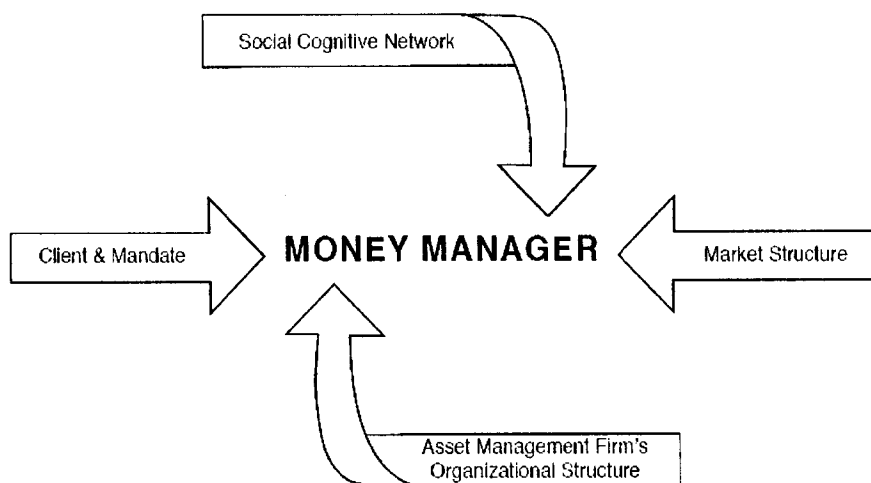 Social Cognitive Network
Client & Mandate
MONEY MANAGER
Market Structure
Asset Management Firm's
Organizational Structure